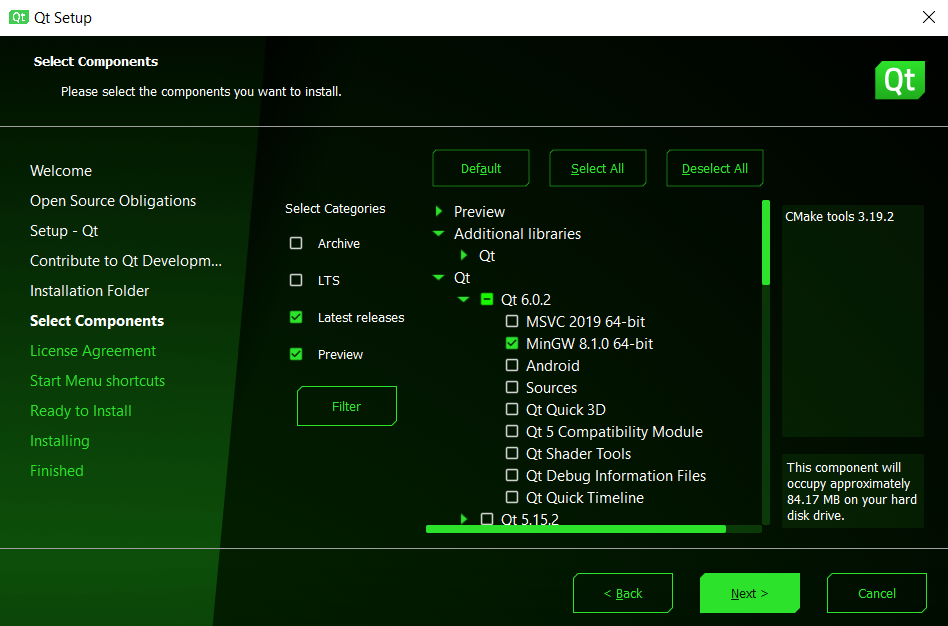 Qt Qt Setup
Select Components
Please select the components you want to install.
Qt
Welcome
Open Source Obligations
Setup - Qt
Contribute to Qt Developm...
Installation Folder
Select Components
License Agreement
Start Menu shortcuts
Ready to Install
Installing
Finished
Select Categories
Archive
LTS
Latest releases
Preview
Filter
Default Select All Deselect All
Preview
Additional libraries
Qt
Qt
Qt 6.0.2
MSVC 2019 64-bit
MinGW 8.1.0 64-bit
Android
Sources
Qt Quick 3D
Qt 5 Compatibility Module
Qt Shader Tools
Qt Debug Information Files
Qt Quick Timeline
Qt 5.15.2
CMake tools 3.19.2
This component will
occupy approximately
84.17 MB on your hard
disk drive.
< Back Next > Cancel